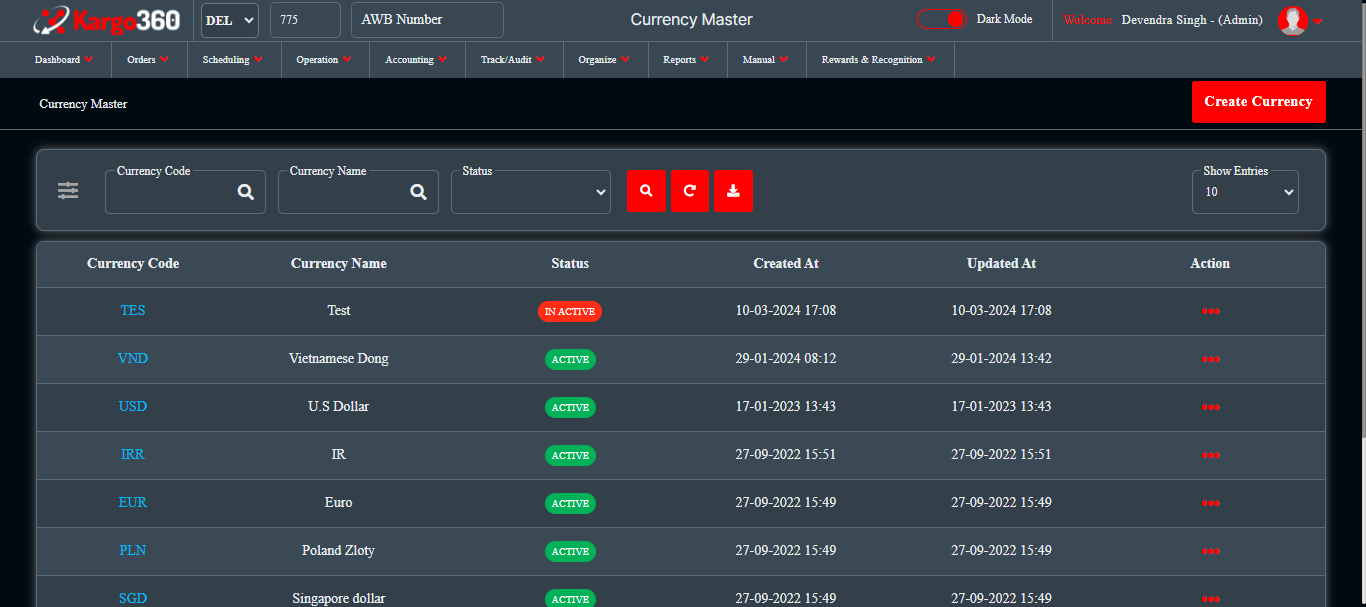 Kargo360 DEL 775 AWB Number Currency Master Dark Mode Welcome Devendra Singh - (Admin)
Dashboard Orders Scheduling Operation Accounting Track/Audit Organize Reports Manual Rewards & Recognition
Currency Master Create Currency
Currency Code Currency Name Status Show Entries
10
Currency Code Currency Name Status Created At Updated At Action
TES Test IN ACTIVE 10-03-2024 17:08 10-03-2024 17:08
VND Vietnamese Dong ACTIVE 29-01-2024 08:12 29-01-2024 13:42
USD U.S Dollar ACTIVE 17-01-2023 13:43 17-01-2023 13:43
IRR IR ACTIVE 27-09-2022 15:51 27-09-2022 15:51
EUR Euro ACTIVE 27-09-2022 15:49 27-09-2022 15:49
PLN Poland Zloty ACTIVE 27-09-2022 15:49 27-09-2022 15:49
SGD Singapore dollar ACTIVE 27-09-2022 15:49 27-09-2022 15:49